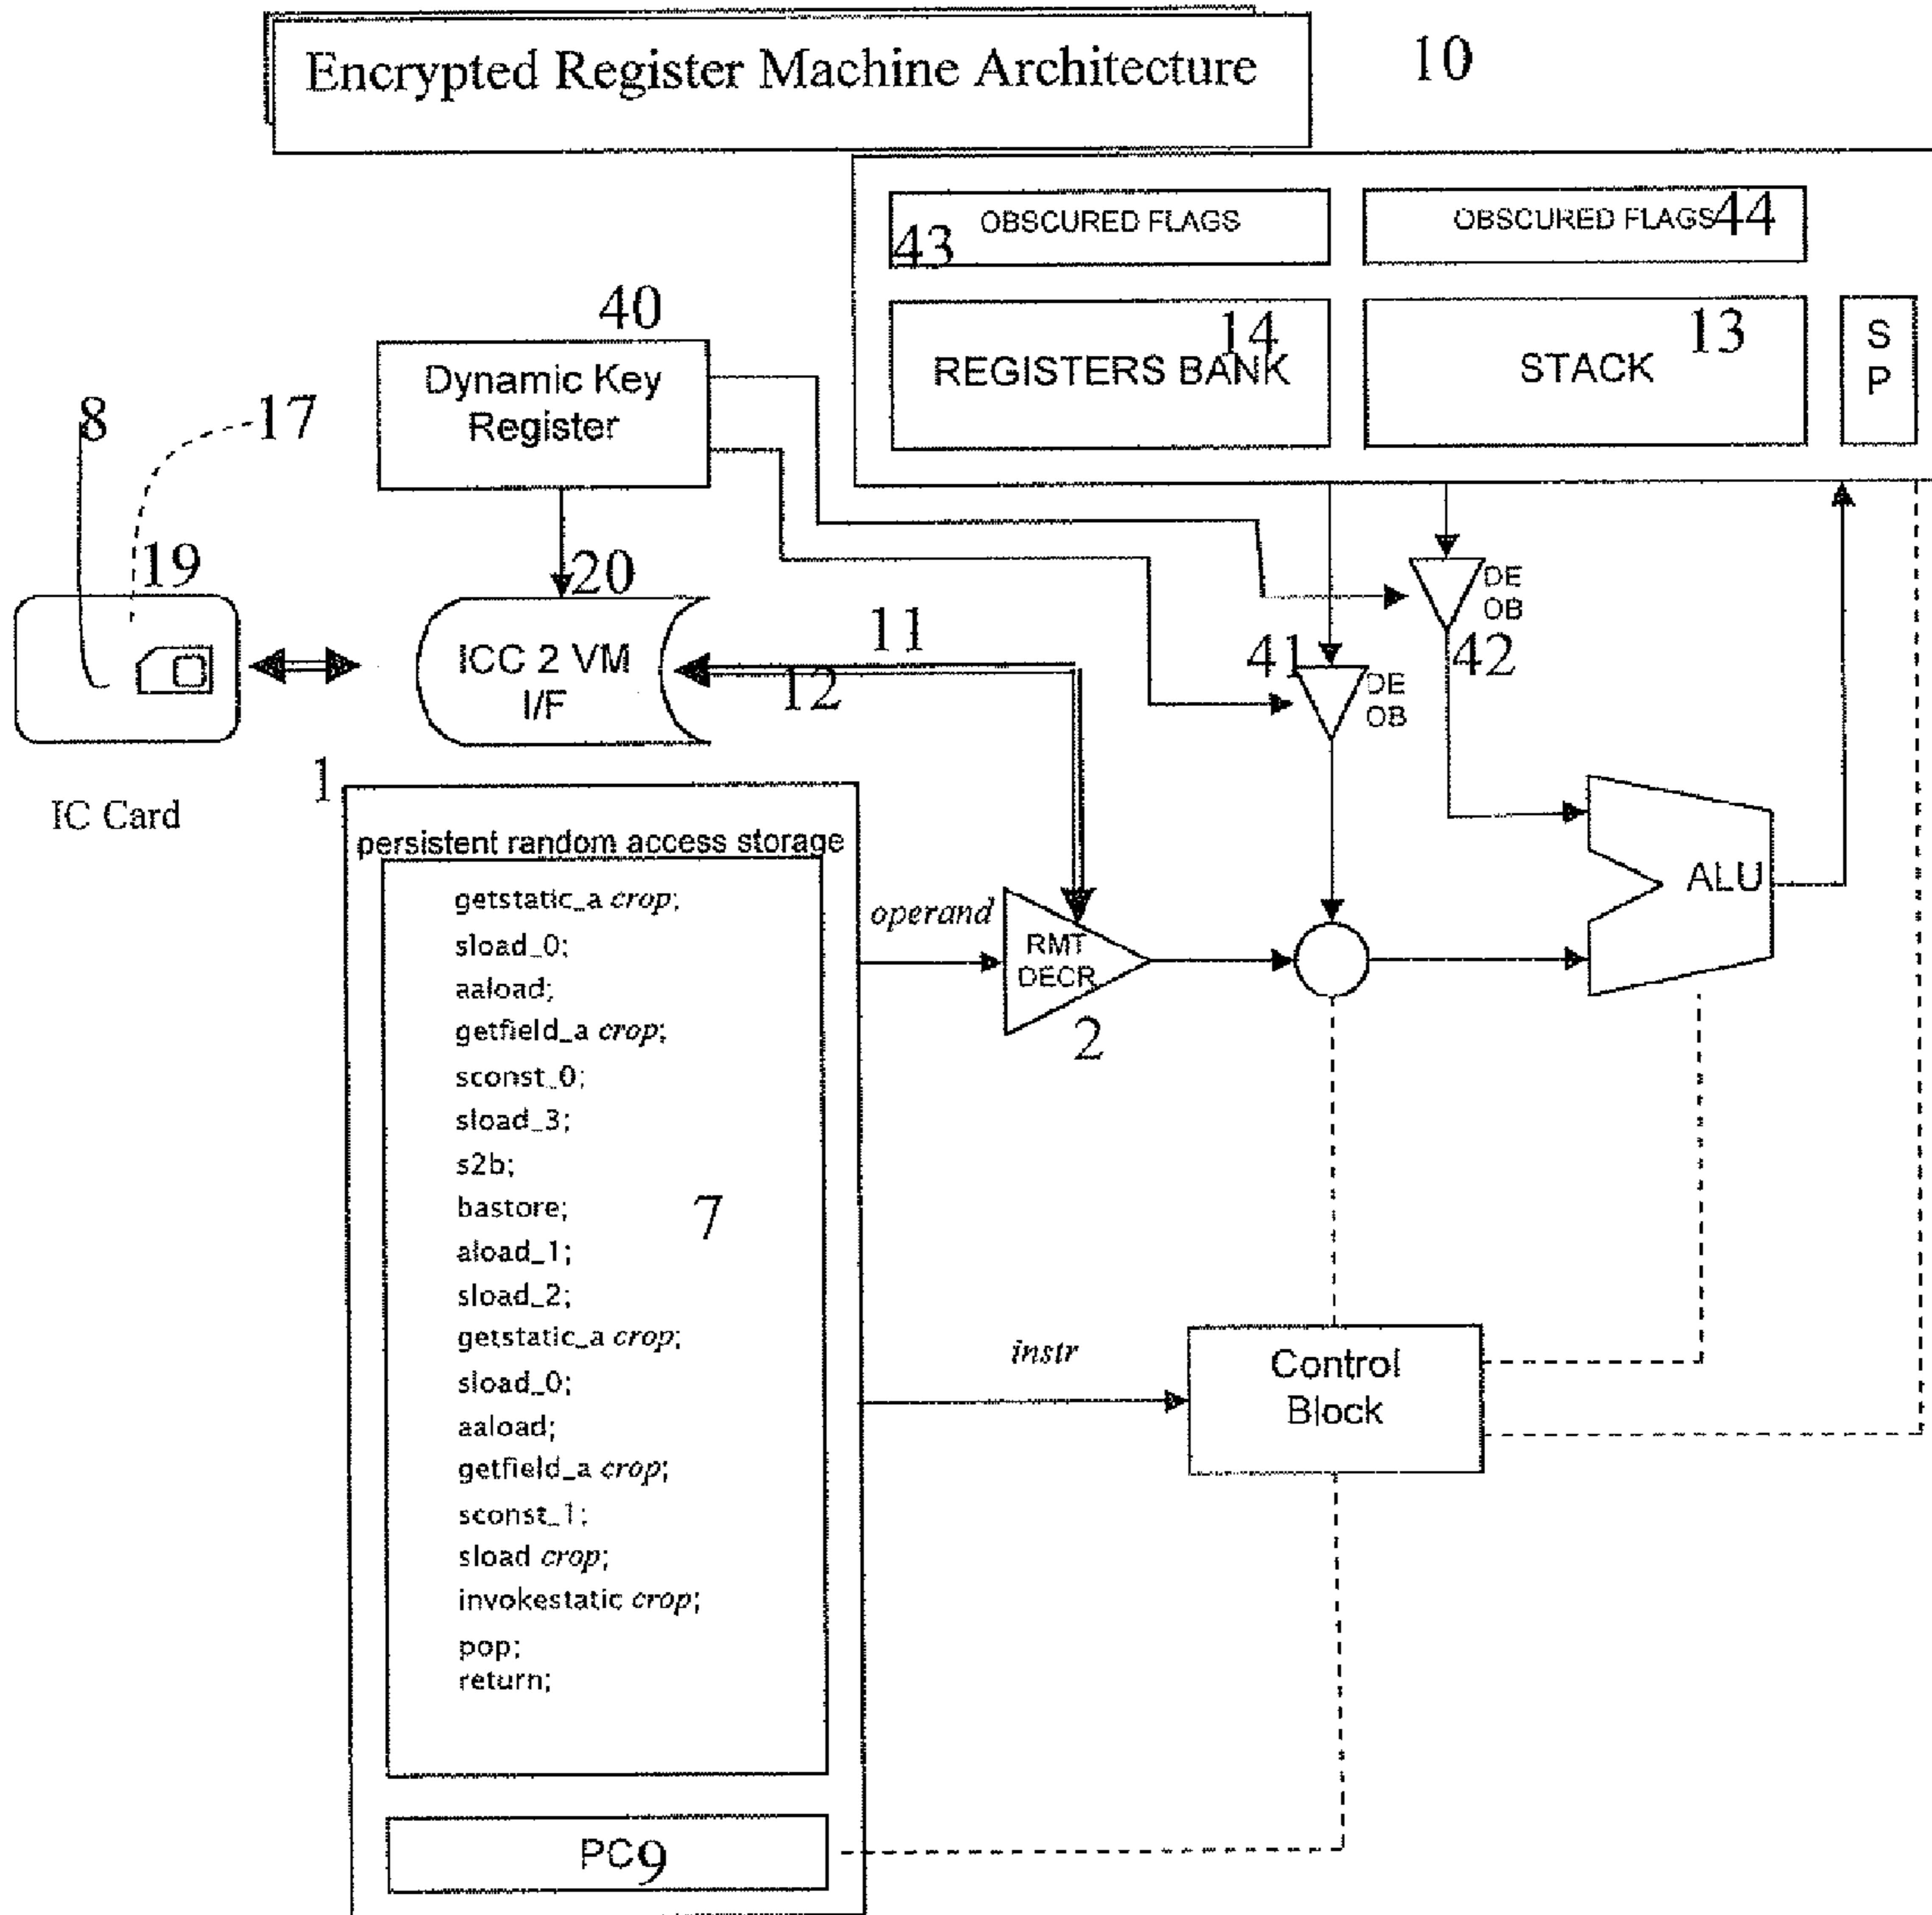 Encrypted Register Machine Architecture
10
OBSCURED FLAGS
43
OBSCURED FLAGS 44
40
Dynamic Key
Register
14
REGISTERS BANK
13
STACK
S
P
8
17
19
20
ICC 2 VM
I/F
11
12
41
DE
OB
42
DE
OB
IC Card
1
persistent random access storage
getstatic_a crop;
sload_0;
aaload;
getfield_a crop;
sconst_0;
sload_3;
s2b;
bastore;
aload_1;
sload_2;
getstatic_a crop;
sload_0;
aaload;
getfield_a crop;
sconst_1;
sload crop;
invokestatic crop;
pop;
return;
7
PC 9
operand
RMT
DECR
2
ALU
instr
Control
Block